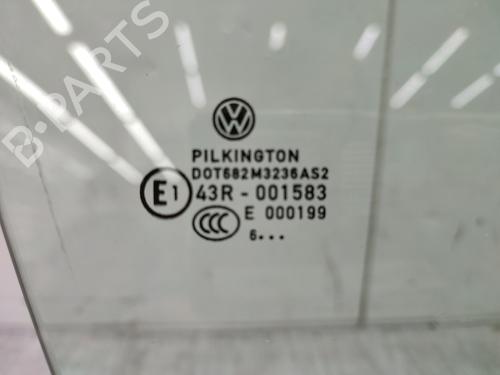 B-PARTS
PILKINGTON
DOT682M3236AS2
E1 43R - 001583
CCC E 000199
6...